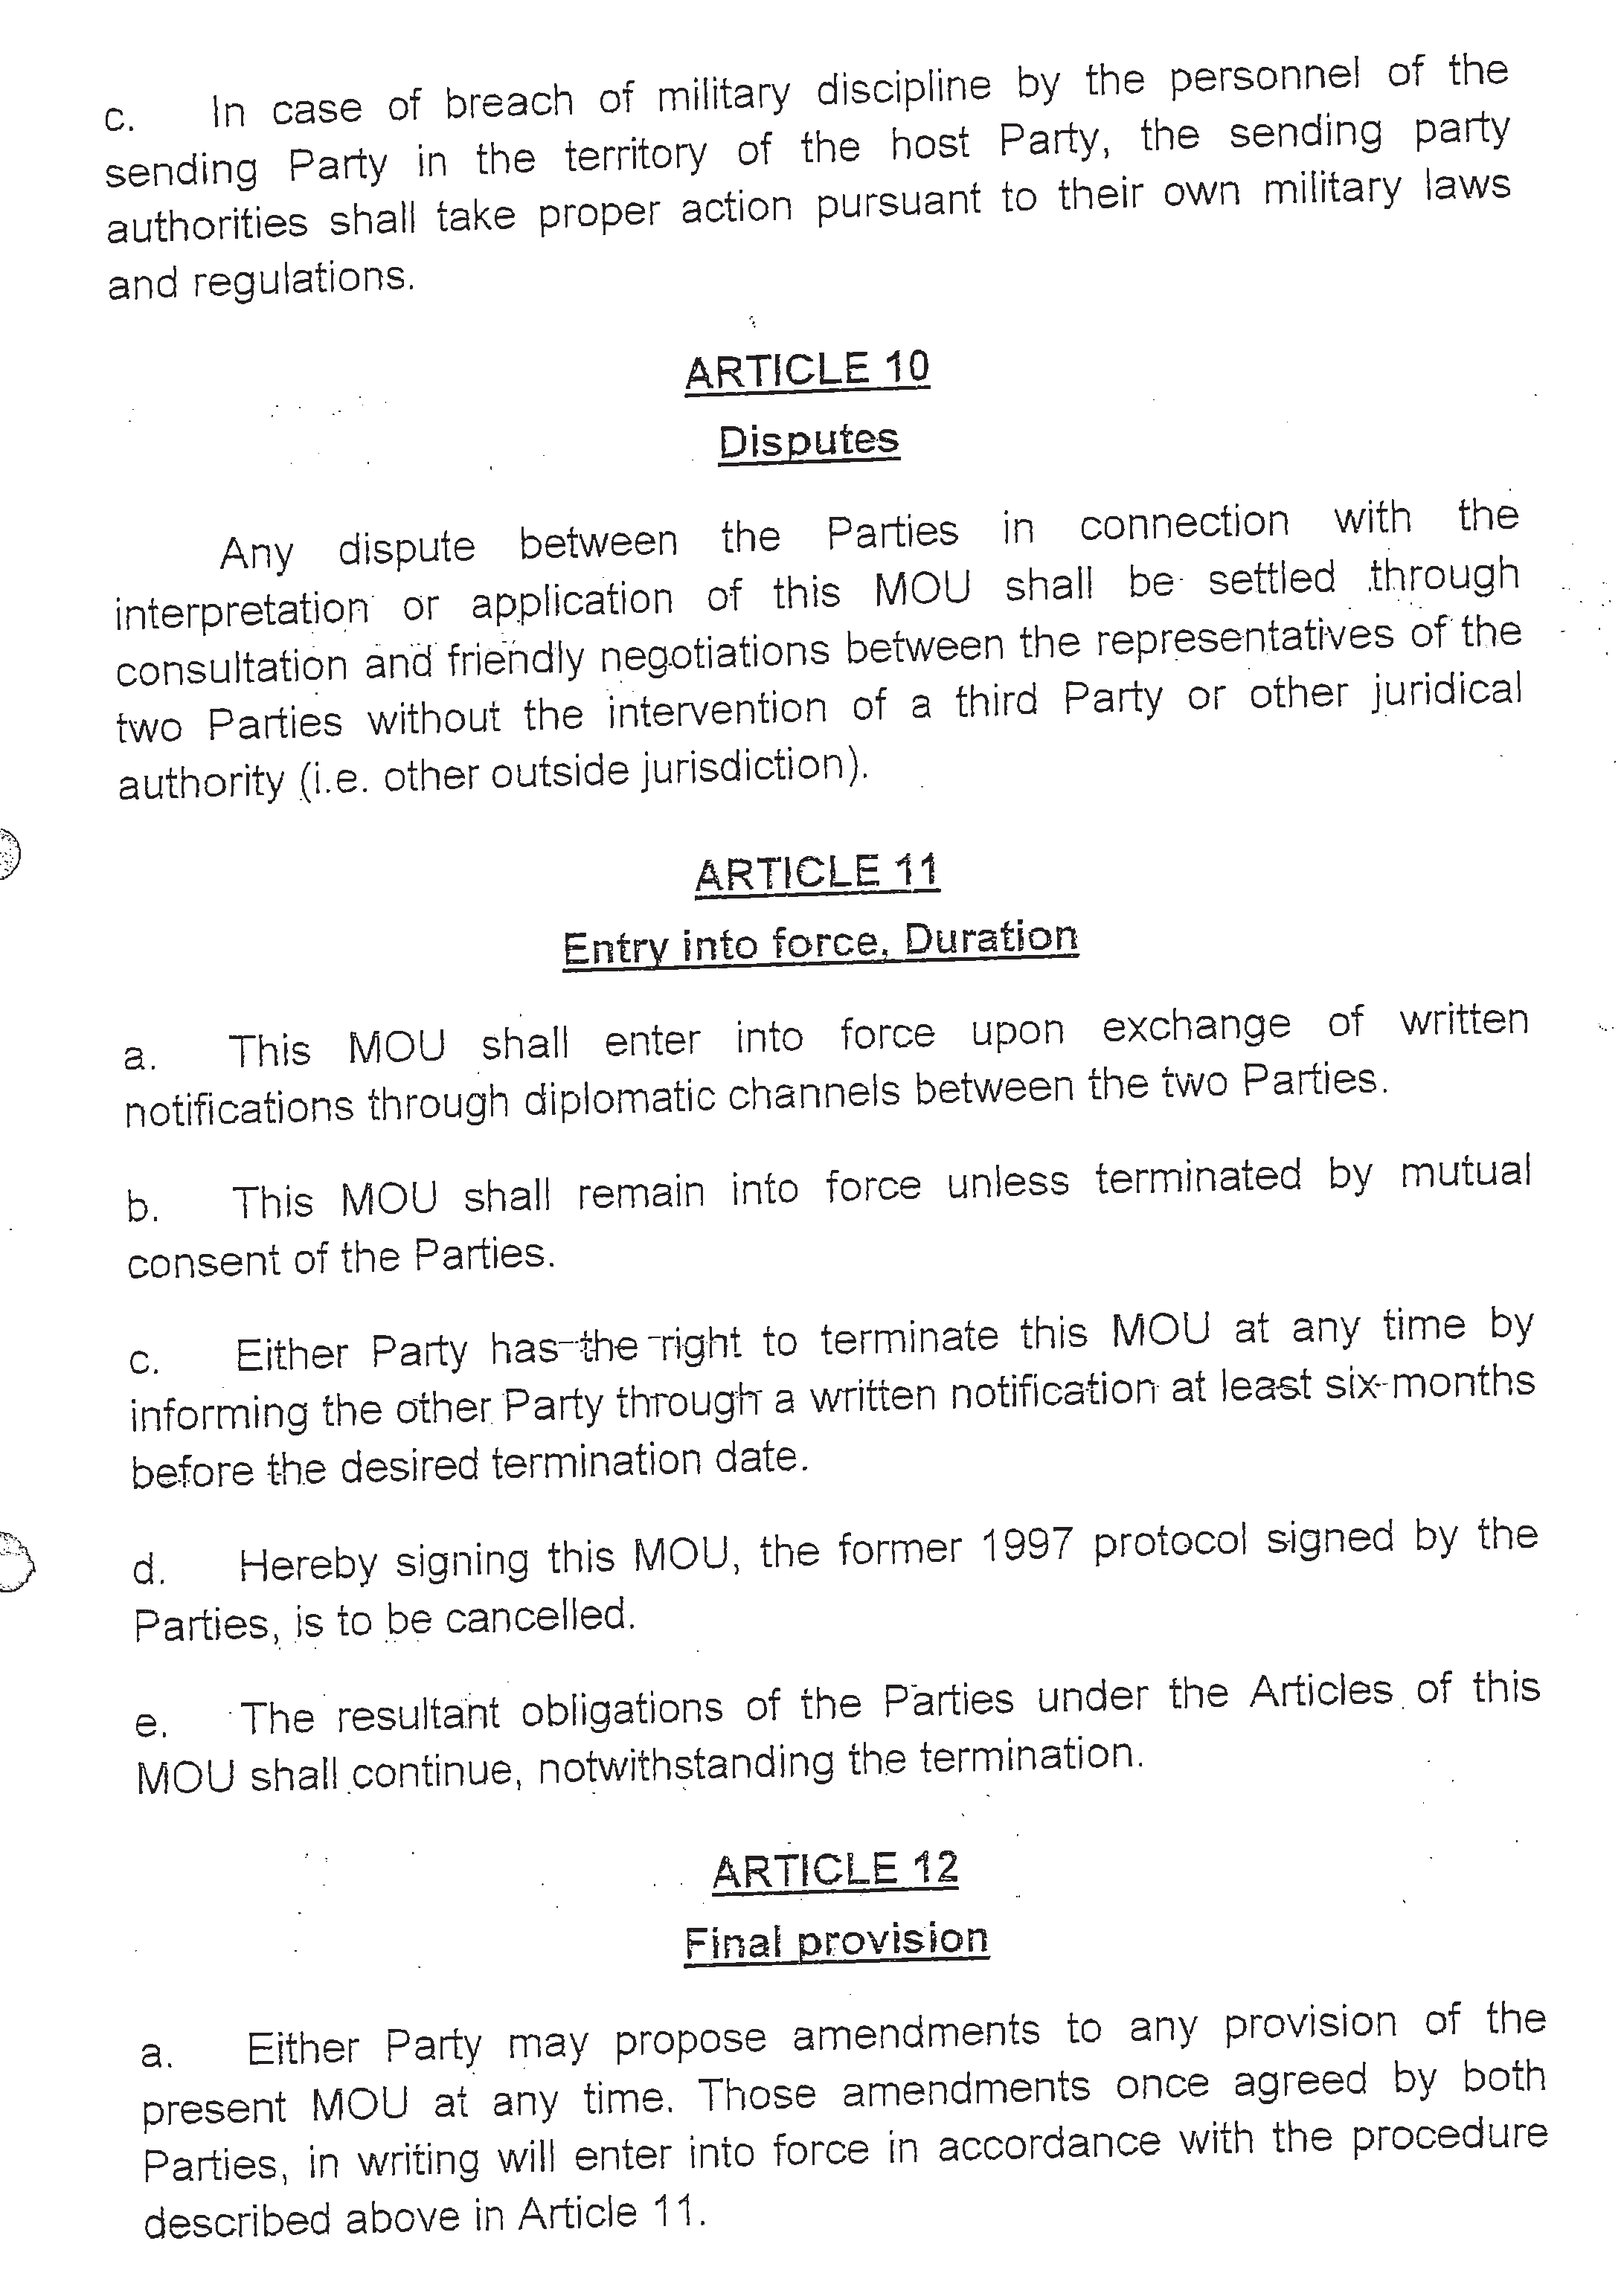 c. In case of breach of military discipline by the personnel of the
sending Party in the territory of the host Party, the sending party
authorities shall take proper action pursuant to their own military laws
and regulations.
ARTICLE 10
Disputes
Any dispute between the Parties in connection with the
interpretation or application of this MOU shall be settled through
consultation and friendly negotiations between the representatives of the
two Parties without the intervention of a third Party or other juridical
authority (i.e. other outside jurisdiction).
ARTICLE 11
Entry into force, Duration
a. This MOU shall enter into force upon exchange of written
notifications through diplomatic channels between the two Parties.
b. This MOU shall remain into force unless terminated by mutual
consent of the Parties.
c. Either Party has the right to terminate this MOU at any time by
informing the other Party through a written notification at least six months
before the desired termination date.
d. Hereby signing this MOU, the former 1997 protocol signed by the
Parties, is to be cancelled.
e. The resultant obligations of the Parties under the Articles of this
MOU shall continue, notwithstanding the termination.
ARTICLE 12
Final provision
a. Either Party may propose amendments to any provision of the
present MOU at any time. Those amendments once agreed by both
Parties, in writing will enter into force in accordance with the procedure
described above in Article 11.